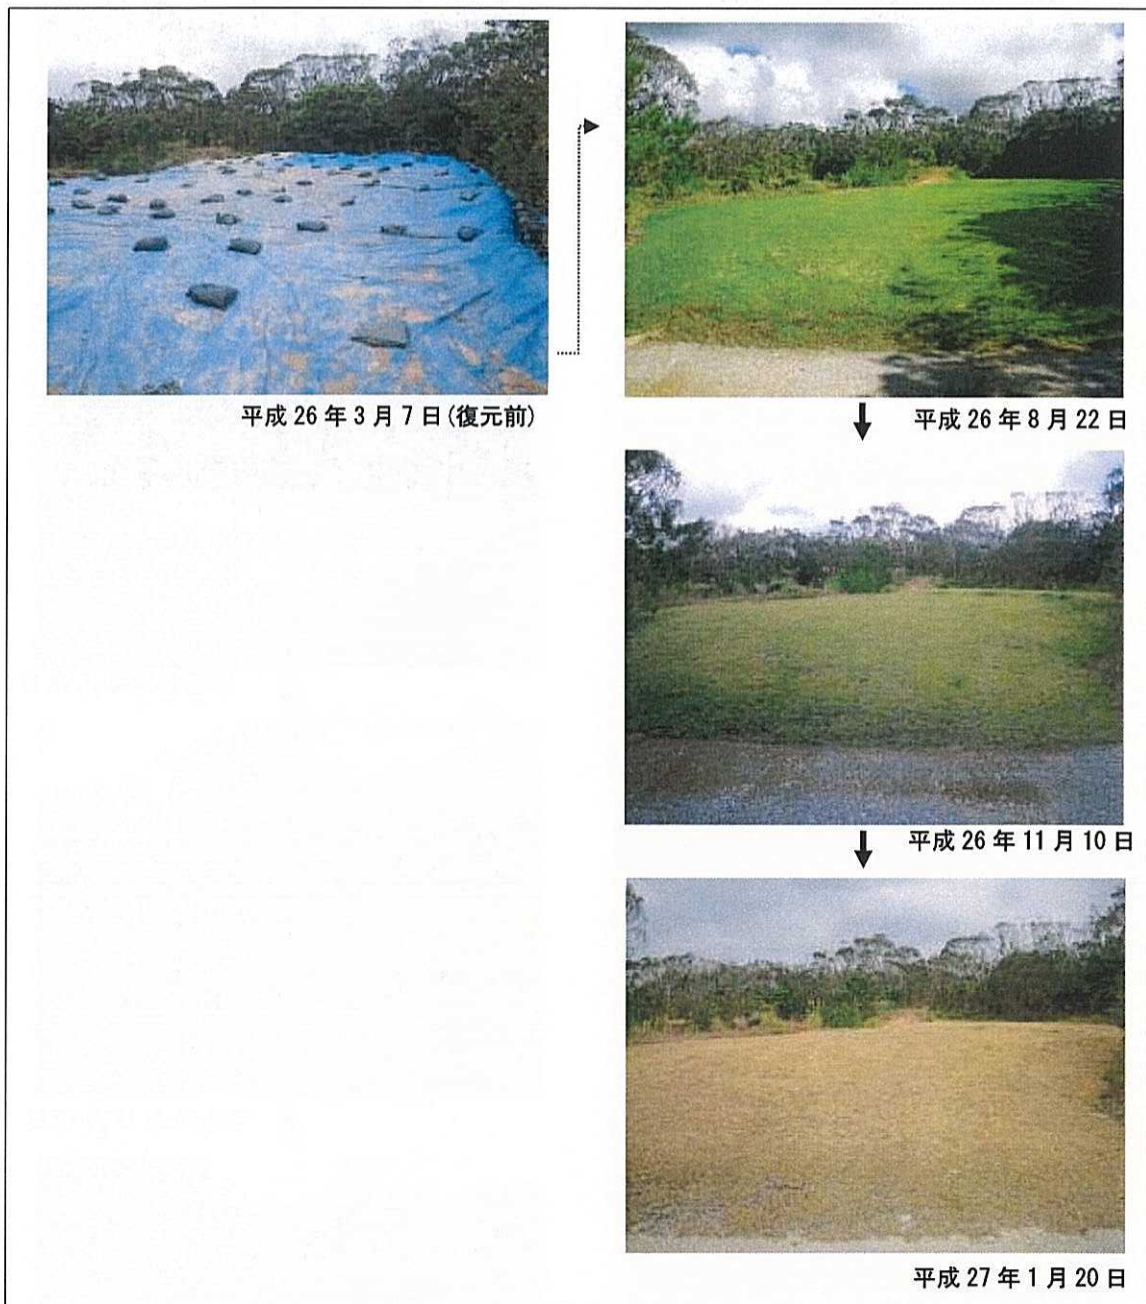 平成 26 年 3 月 7 日(復元前)
平成 26 年 8 月 22 日
平成 26 年 11 月 10 日
平成 27 年 1 月 20 日